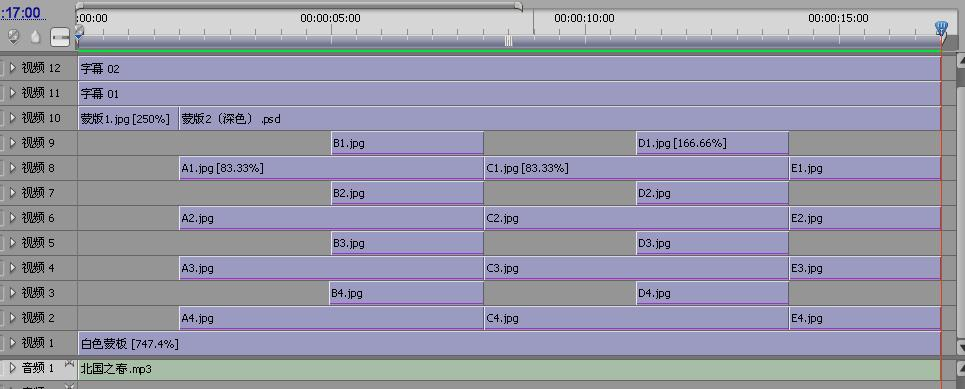 :17:00
:00:00 00:00:05:00 00:00:10:00 00:00:15:00
视频 12 字幕 02
视频 11 字幕 01
视频 10 蒙版1.jpg [250%] 蒙版2（深色）.psd
视频 9 B1.jpg D1.jpg [166.66%]
视频 8 A1.jpg [83.33%] C1.jpg [83.33%] E1.jpg
视频 7 B2.jpg D2.jpg
视频 6 A2.jpg C2.jpg E2.jpg
视频 5 B3.jpg D3.jpg
视频 4 A3.jpg C3.jpg E3.jpg
视频 3 B4.jpg D4.jpg
视频 2 A4.jpg C4.jpg E4.jpg
视频 1 白色蒙板 [747.4%]
音频 1 北国之春.mp3